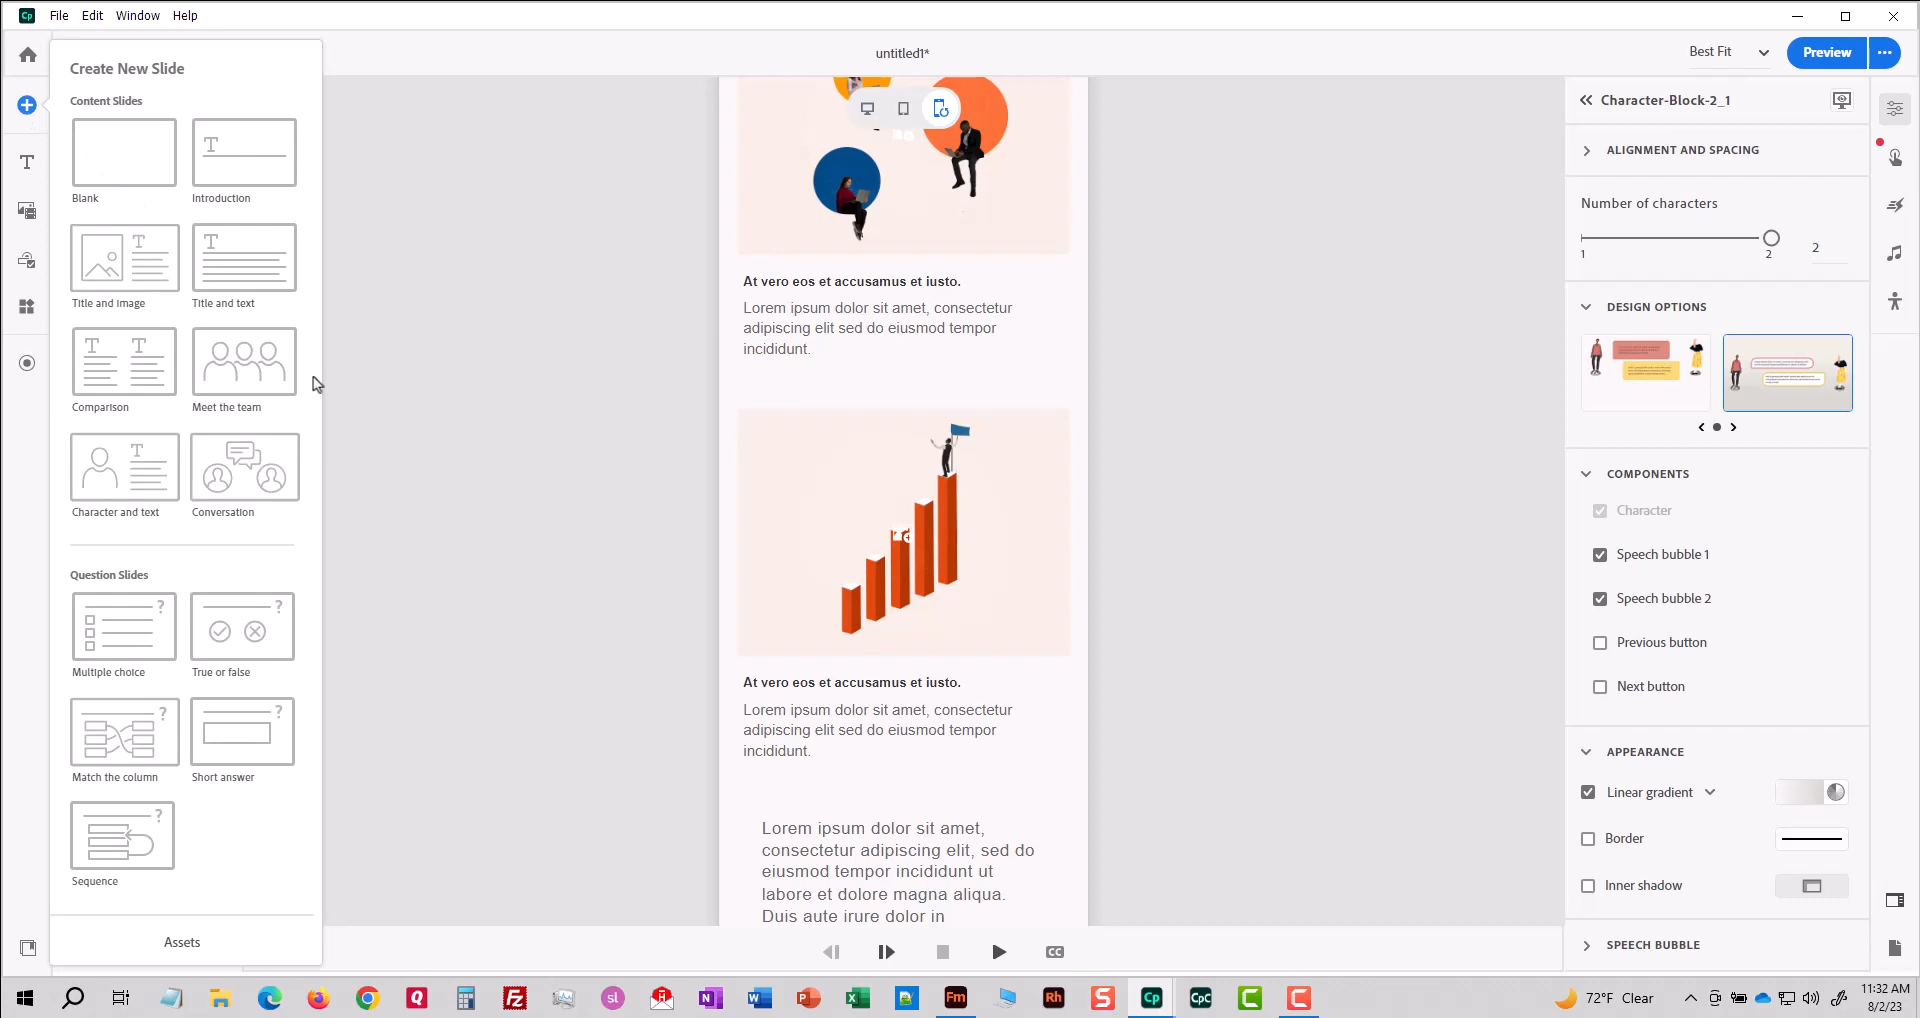 Cp File Edit Window Help
untitled1*
Best Fit
Preview
Create New Slide
Content Slides
Blank
Introduction
Title and image
Title and text
Comparison
Meet the team
Character and text
Conversation
Question Slides
Multiple choice
True or false
Match the column
Short answer
Sequence
Assets
At vero eos et accusamus et iusto.
Lorem ipsum dolor sit amet, consectetur
adipiscing elit sed do eiusmod tempor
incididunt.
At vero eos et accusamus et iusto.
Lorem ipsum dolor sit amet, consectetur
adipiscing elit sed do eiusmod tempor
incididunt.
Lorem ipsum dolor sit amet,
consectetur adipiscing elit, sed do
eiusmod tempor incididunt ut
labore et dolore magna aliqua.
Duis aute irure dolor in
CC
Character-Block-2_1
ALIGNMENT AND SPACING
Number of characters
2
1 2
DESIGN OPTIONS
COMPONENTS
Character
Speech bubble 1
Speech bubble 2
Previous button
Next button
APPEARANCE
Linear gradient
Border
Inner shadow
SPEECH BUBBLE
72°F Clear
11:32 AM
8/2/23